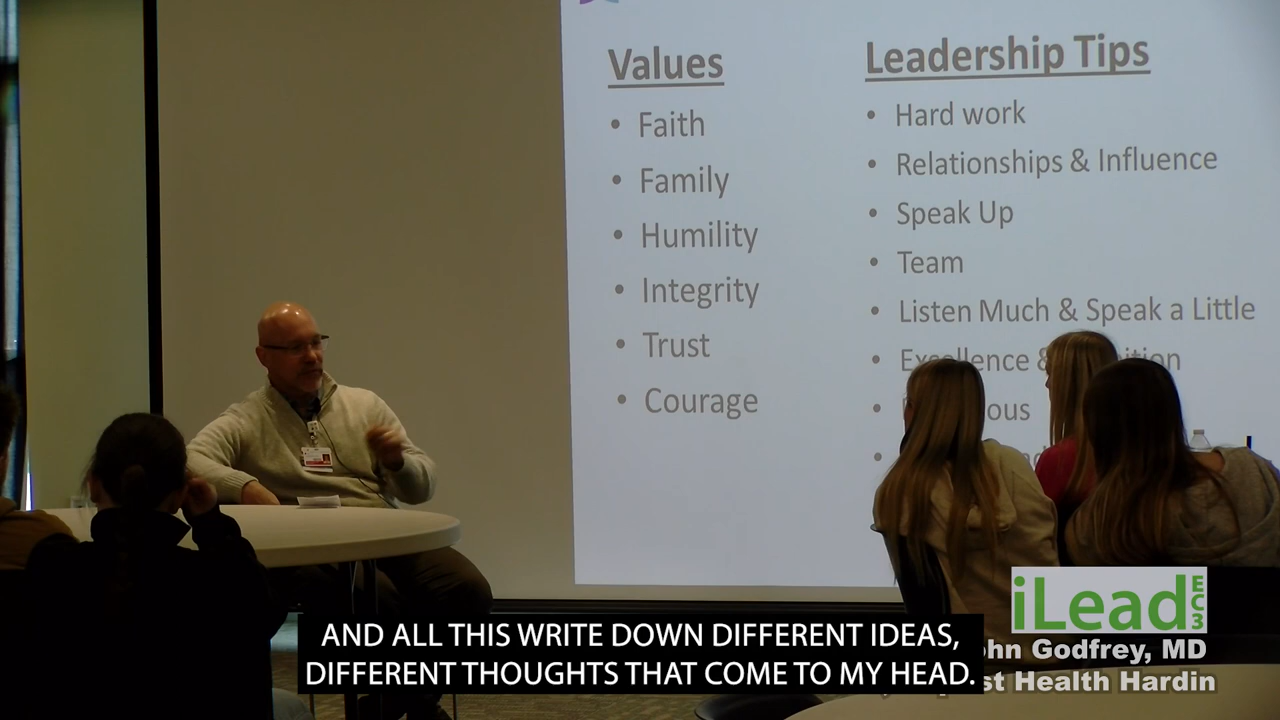 Values
• Faith
• Family
• Humility
• Integrity
• Trust
• Courage
Leadership Tips
• Hard work
• Relationships & Influence
• Speak Up
• Team
• Listen Much & Speak a Little
• Excellence &
iLead EC3
Godfrey, MD
Health Hardin
AND ALL THIS WRITE DOWN DIFFERENT IDEAS,
DIFFERENT THOUGHTS THAT COME TO MY HEAD.